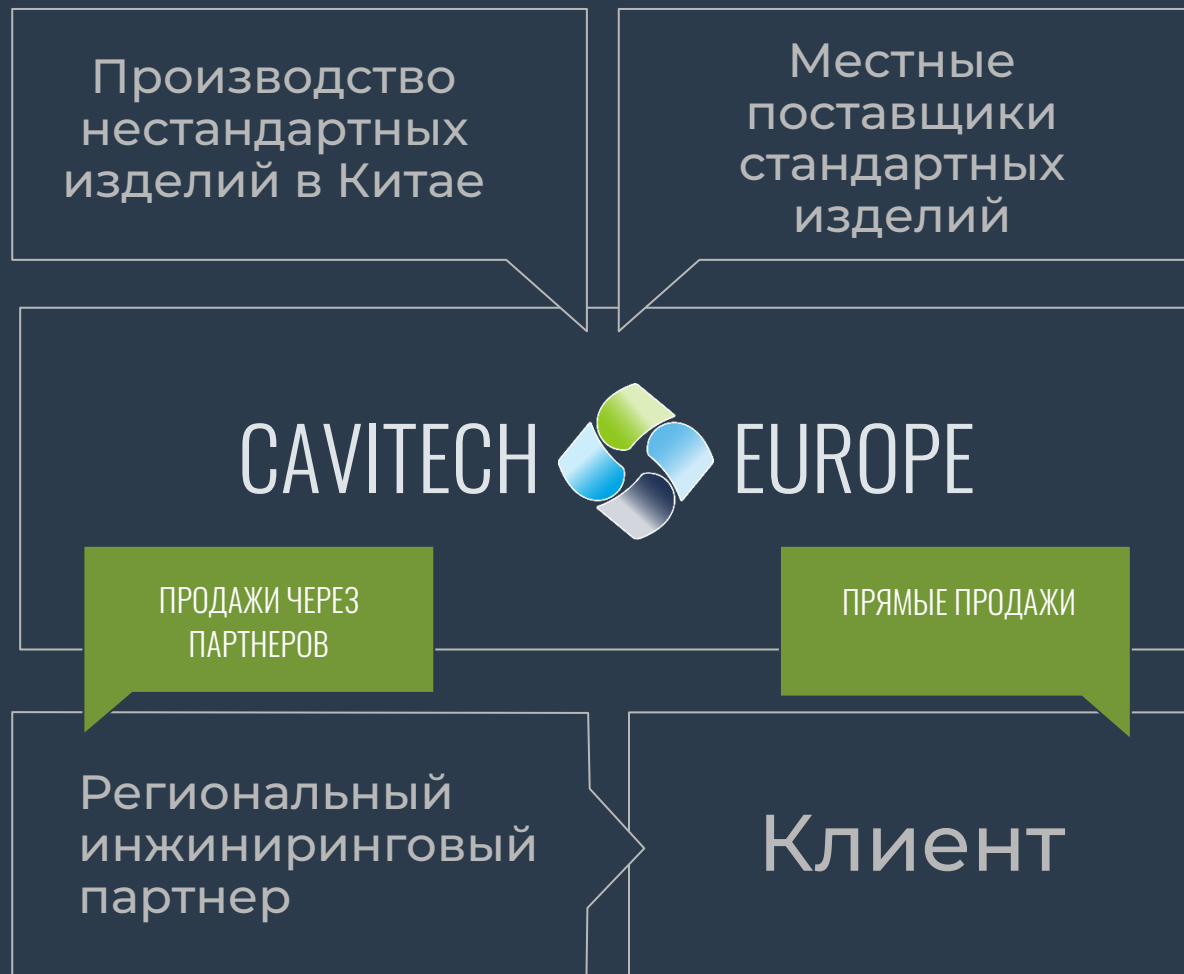 Производство
нестандартных
изделий в Китае
Местные
поставщики
стандартных
изделий
CAVITECH EUROPE
ПРОДАЖИ ЧЕРЕЗ
ПАРТНЕРОВ
ПРЯМЫЕ ПРОДАЖИ
Региональный
инжиниринговый
партнер
Клиент